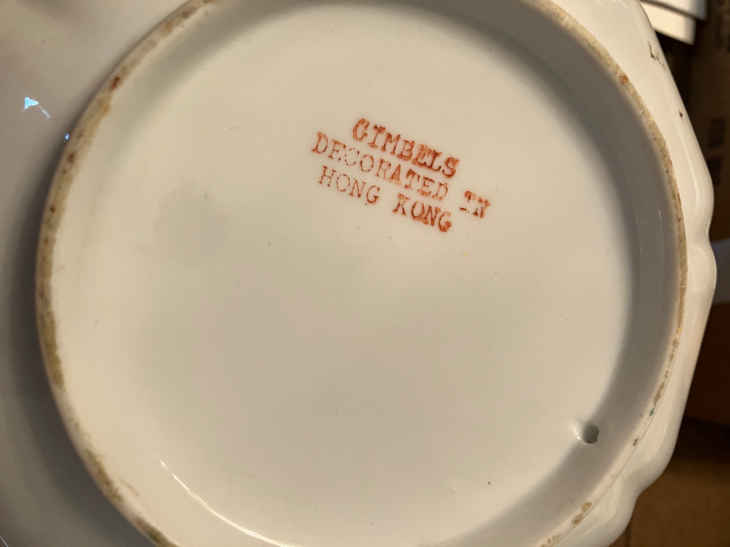 GIMBELS
DECORATED IN
HONG KONG